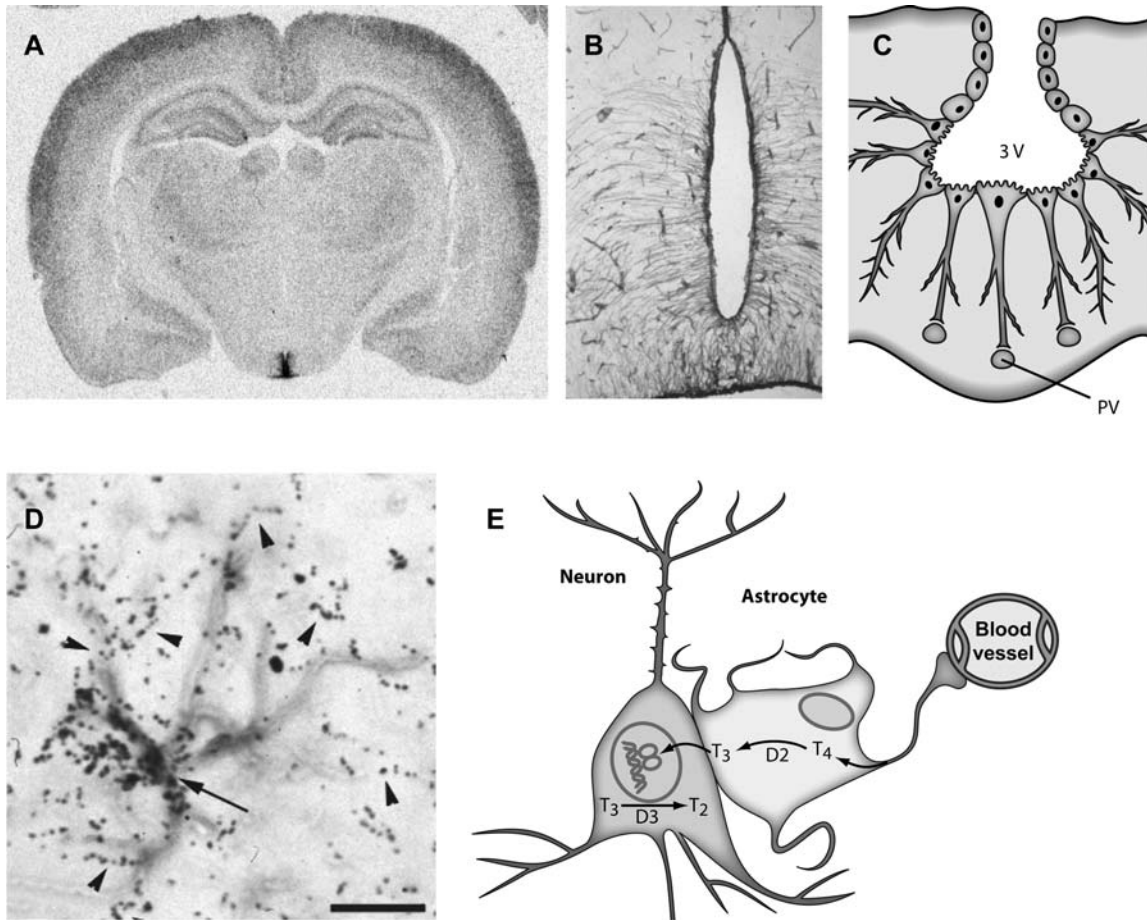 A
B
C
3 V
PV
D
E
Neuron
Astrocyte
Blood
vessel
T3 D2 T4
T3 D3 T2